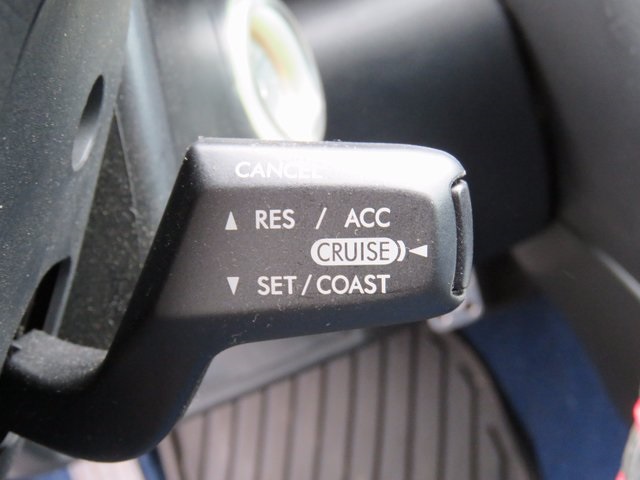 CANCEL
▲ RES / ACC
CRUISE
▼ SET / COAST